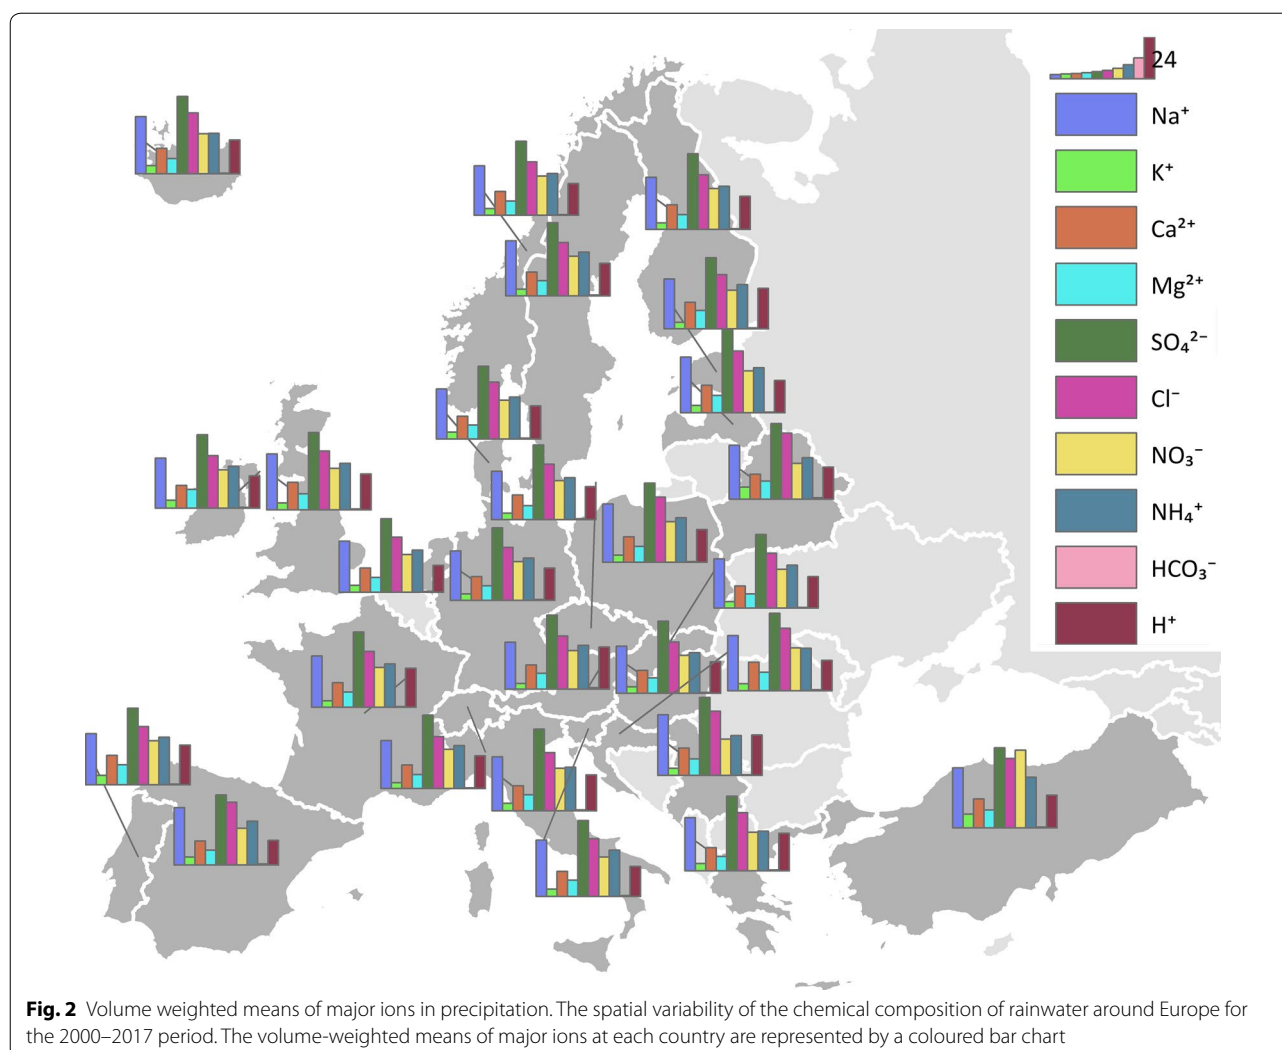 24
Na⁺
K⁺
Ca²⁺
Mg²⁺
SO₄²⁻
Cl⁻
NO₃⁻
NH₄⁺
HCO₃⁻
H⁺
Fig. 2 Volume weighted means of major ions in precipitation. The spatial variability of the chemical composition of rainwater around Europe for
the 2000–2017 period. The volume-weighted means of major ions at each country are represented by a coloured bar chart